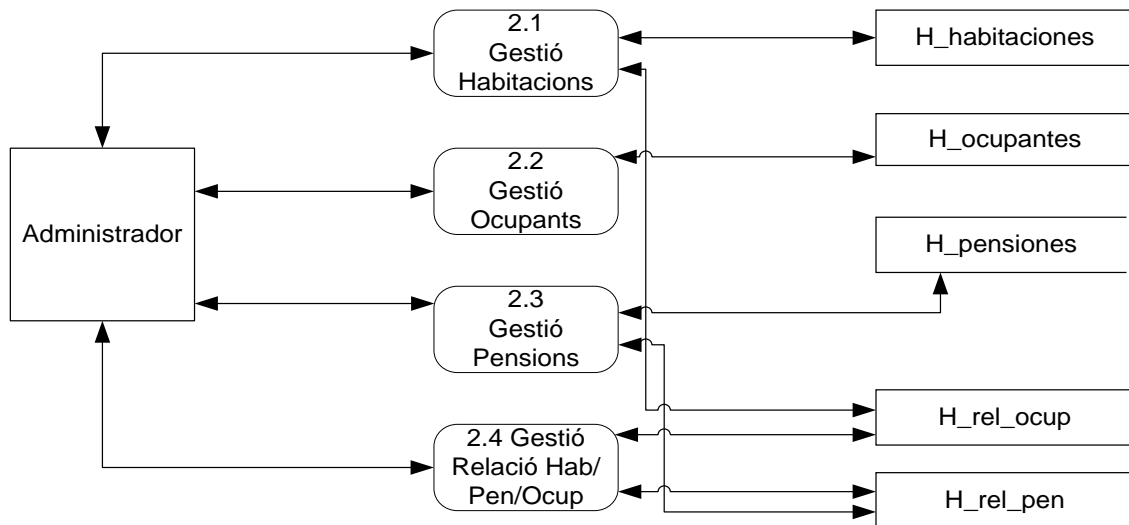 Administrador
2.1
Gestió
Habitacions
2.2
Gestió
Ocupants
2.3
Gestió
Pensions
2.4 Gestió
Relació Hab/
Pen/Ocup
H_habitaciones
H_ocupantes
H_pensiones
H_rel_ocup
H_rel_pen